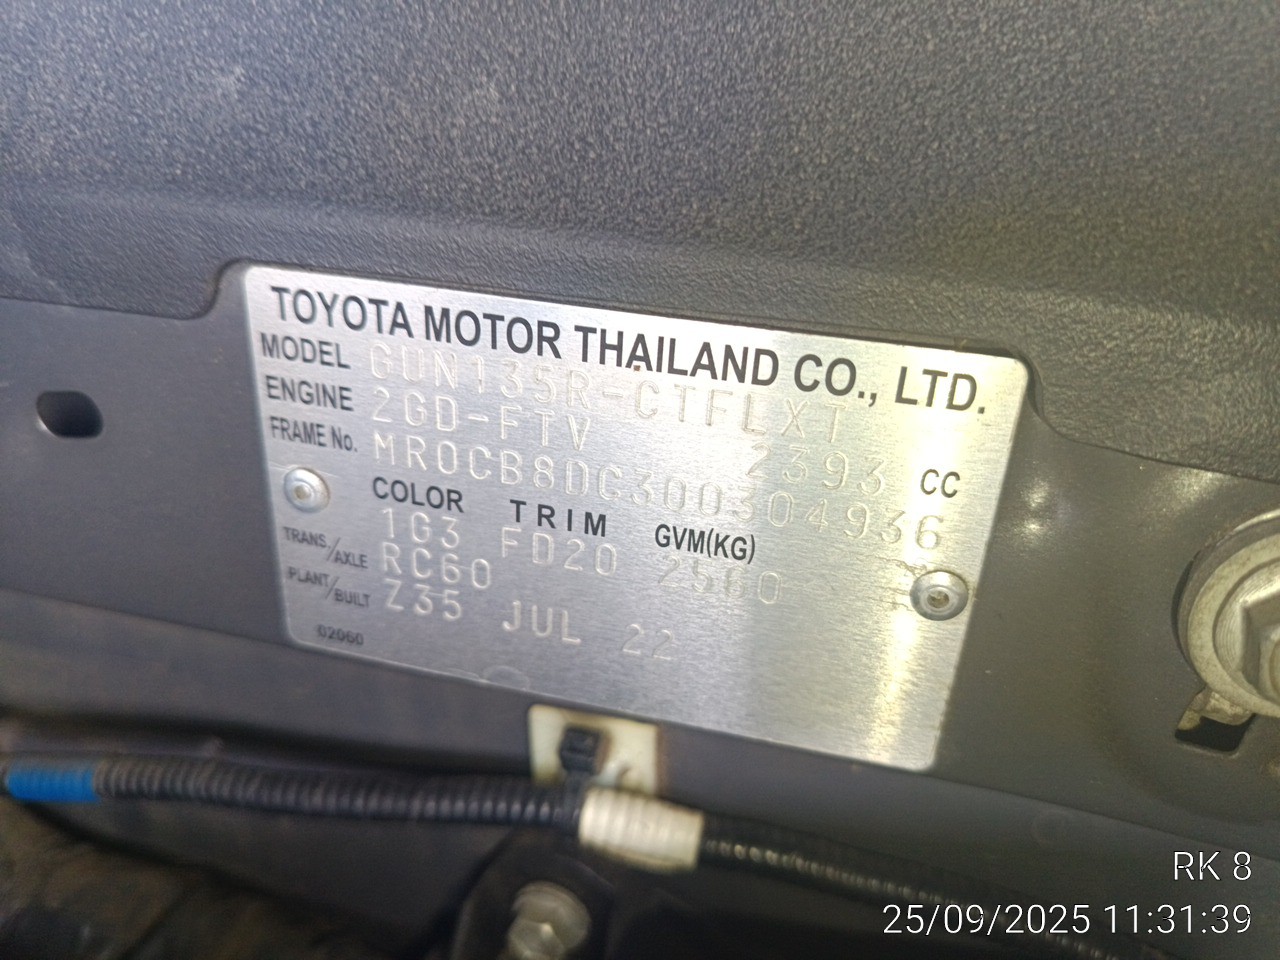 TOYOTA MOTOR THAILAND CO., LTD.
MODEL GUN135R-CTFLXT
ENGINE 2GD-FTV 2393 CC
FRAME No. MR0CB8DC300304936
COLOR TRIM GVM(KG)
1G3 FD20
TRANS/AXLE RC60
PLANT/BUILT Z35 JUL 22
02060
RK 8
25/09/2025 11:31:39